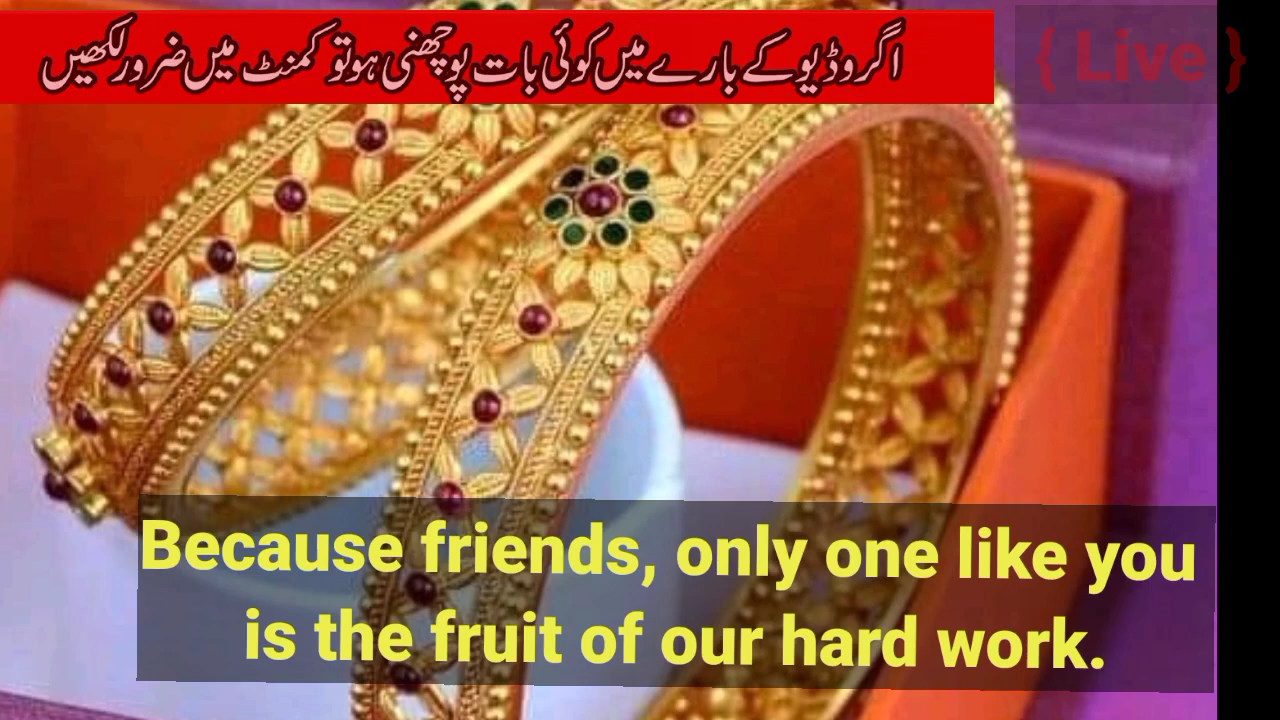 اگر وڈیو کے بارے میں کوئی بات پوچھنی ہو تو کمنٹ میں ضرور لکھیں
{ Live }
Because friends, only one like you
is the fruit of our hard work.